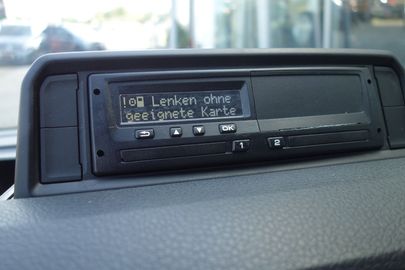 ! Lenken ohne
geeignete Karte
OK
1 2